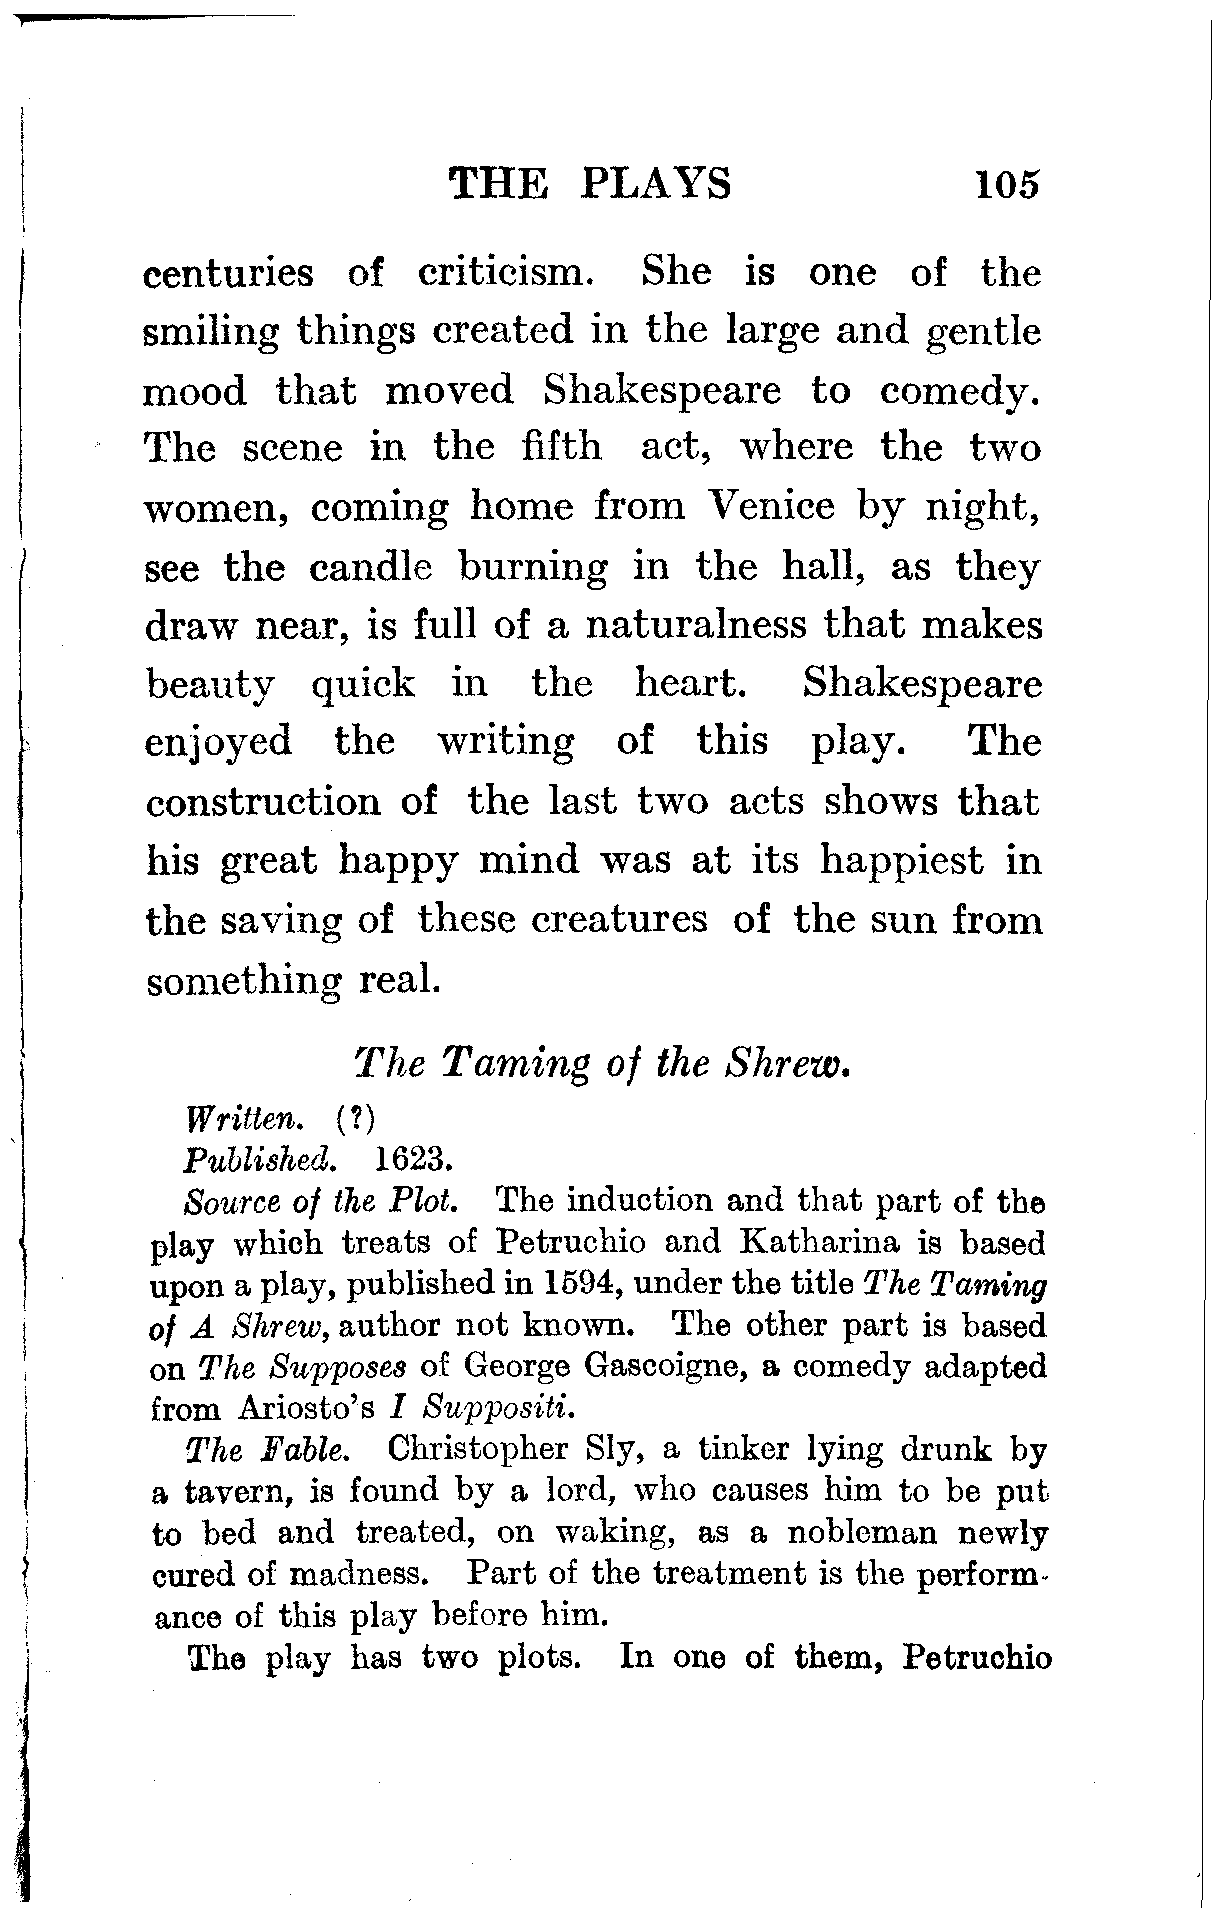 THE PLAYS 105
centuries of criticism. She is one of the
smiling things created in the large and gentle
mood that moved Shakespeare to comedy.
The scene in the fifth act, where the two
women, coming home from Venice by night,
see the candle burning in the hall, as they
draw near, is full of a naturalness that makes
beauty quick in the heart. Shakespeare
enjoyed the writing of this play. The
construction of the last two acts shows that
his great happy mind was at its happiest in
the saving of these creatures of the sun from
something real.
The Taming of the Shrew.
Written. (?)
Published. 1623.
Source of the Plot. The induction and that part of the
play which treats of Petruchio and Katharina is based
upon a play, published in 1594, under the title The Taming
of A Shrew, author not known. The other part is based
on The Supposes of George Gascoigne, a comedy adapted
from Ariosto's I Suppositi.
The Fable. Christopher Sly, a tinker lying drunk by
a tavern, is found by a lord, who causes him to be put
to bed and treated, on waking, as a nobleman newly
cured of madness. Part of the treatment is the perform-
ance of this play before him.
The play has two plots. In one of them, Petruchio